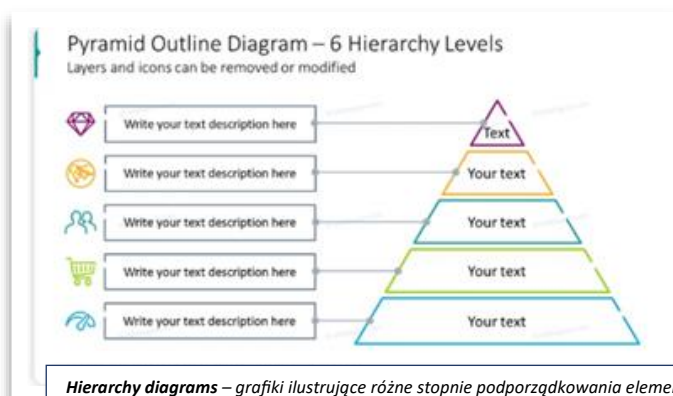 Pyramid Outline Diagram – 6 Hierarchy Levels
Layers and icons can be removed or modified
Write your text description here
Text
Write your text description here
Your text
Write your text description here
Your text
Write your text description here
Your text
Write your text description here
Your text
Hierarchy diagrams – grafiki ilustrujące różne stopnie podporządkowania eleme